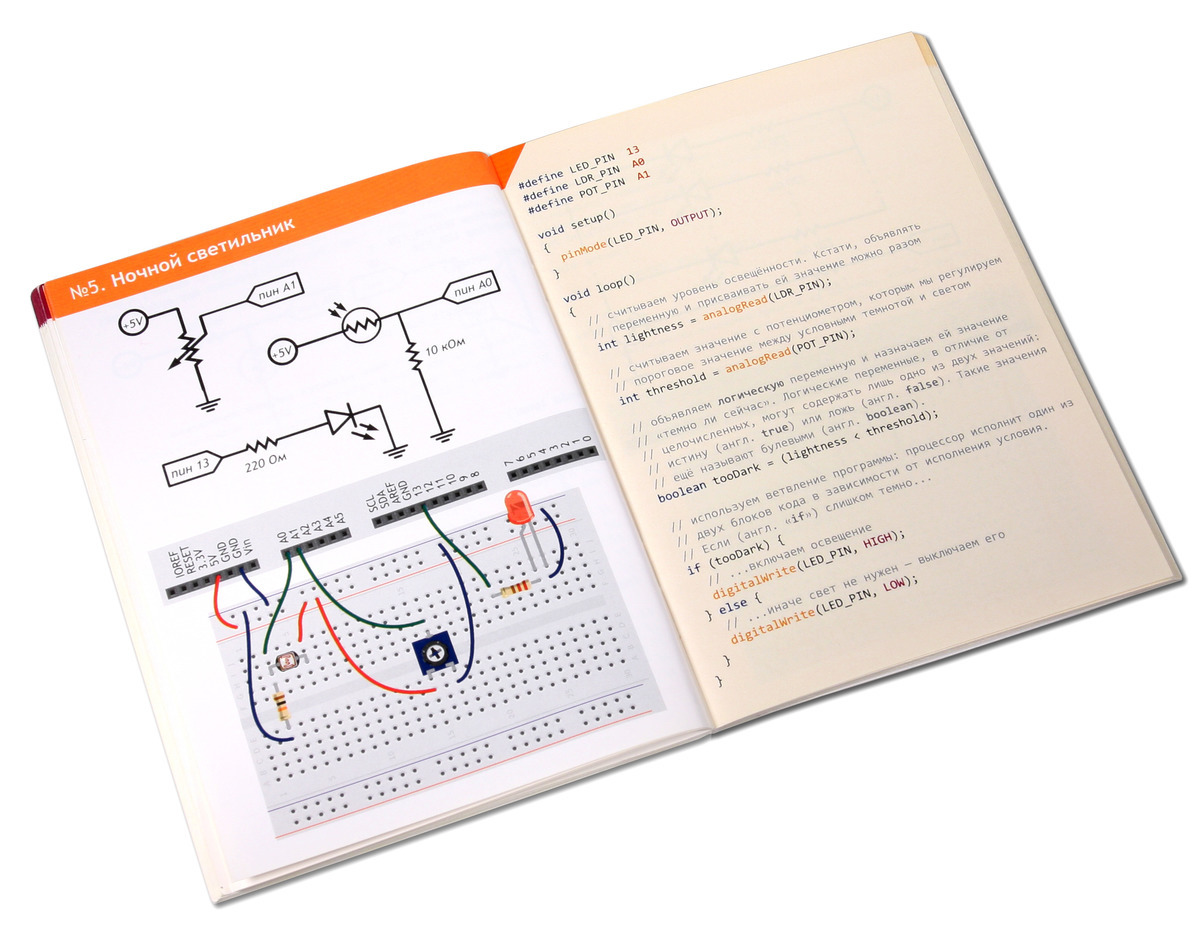 №5. Ночной светильник
+5V
пин A1
+5V
пин A0
10 кОм
пин 13
220 Ом
IOREF
RESET
3.3V
5V
GND
GND
Vin
A0
A1
A2
A3
A4
A5
SCL
SDA
AREF
GND
13
12
11
10
9
8
7
6
5
4
3
2
1
0
#define LED_PIN 13
#define LDR_PIN A0
#define POT_PIN A1
void setup()
{
pinMode(LED_PIN, OUTPUT);
}
void loop()
{
// считываем уровень освещённости. Кстати, объявлять
// переменную и присваивать ей значение можно разом
int lightness = analogRead(LDR_PIN);
// считываем значение с потенциометром, которым мы регулируем
// пороговое значение между условными темнотой и светом
int threshold = analogRead(POT_PIN);
// объявляем логическую переменную и назначаем ей значение
// «темно ли сейчас». Логические переменные, в отличие от
// целочисленных, могут содержать лишь одно из двух значений:
// истину (англ. true) или ложь (англ. false). Такие значения
// ещё называют булевыми (англ. boolean).
boolean tooDark = (lightness < threshold);
// используем ветвление программы: процессор исполнит один из
// двух блоков кода в зависимости от исполнения условия.
// Если (англ. «if») слишком темно...
if (tooDark) {
// ...включаем освещение
digitalWrite(LED_PIN, HIGH);
} else {
// ...иначе свет не нужен — выключаем его
digitalWrite(LED_PIN, LOW);
}
}